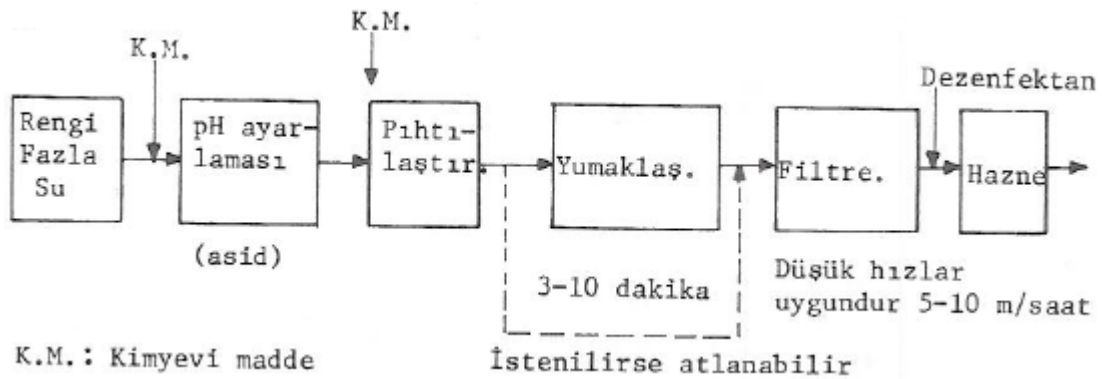 K.M.
K.M.
Dezenfektan
Rengi
Fazla
Su
pH ayar-
laması
Pıhtı-
laştır.
Yumaklaş.
Filtre.
Hazne
(asid)
3-10 dakika
Düşük hızlar
uygundur 5-10 m/saat
K.M.: Kimyevi madde
İstenilirse atlanabilir